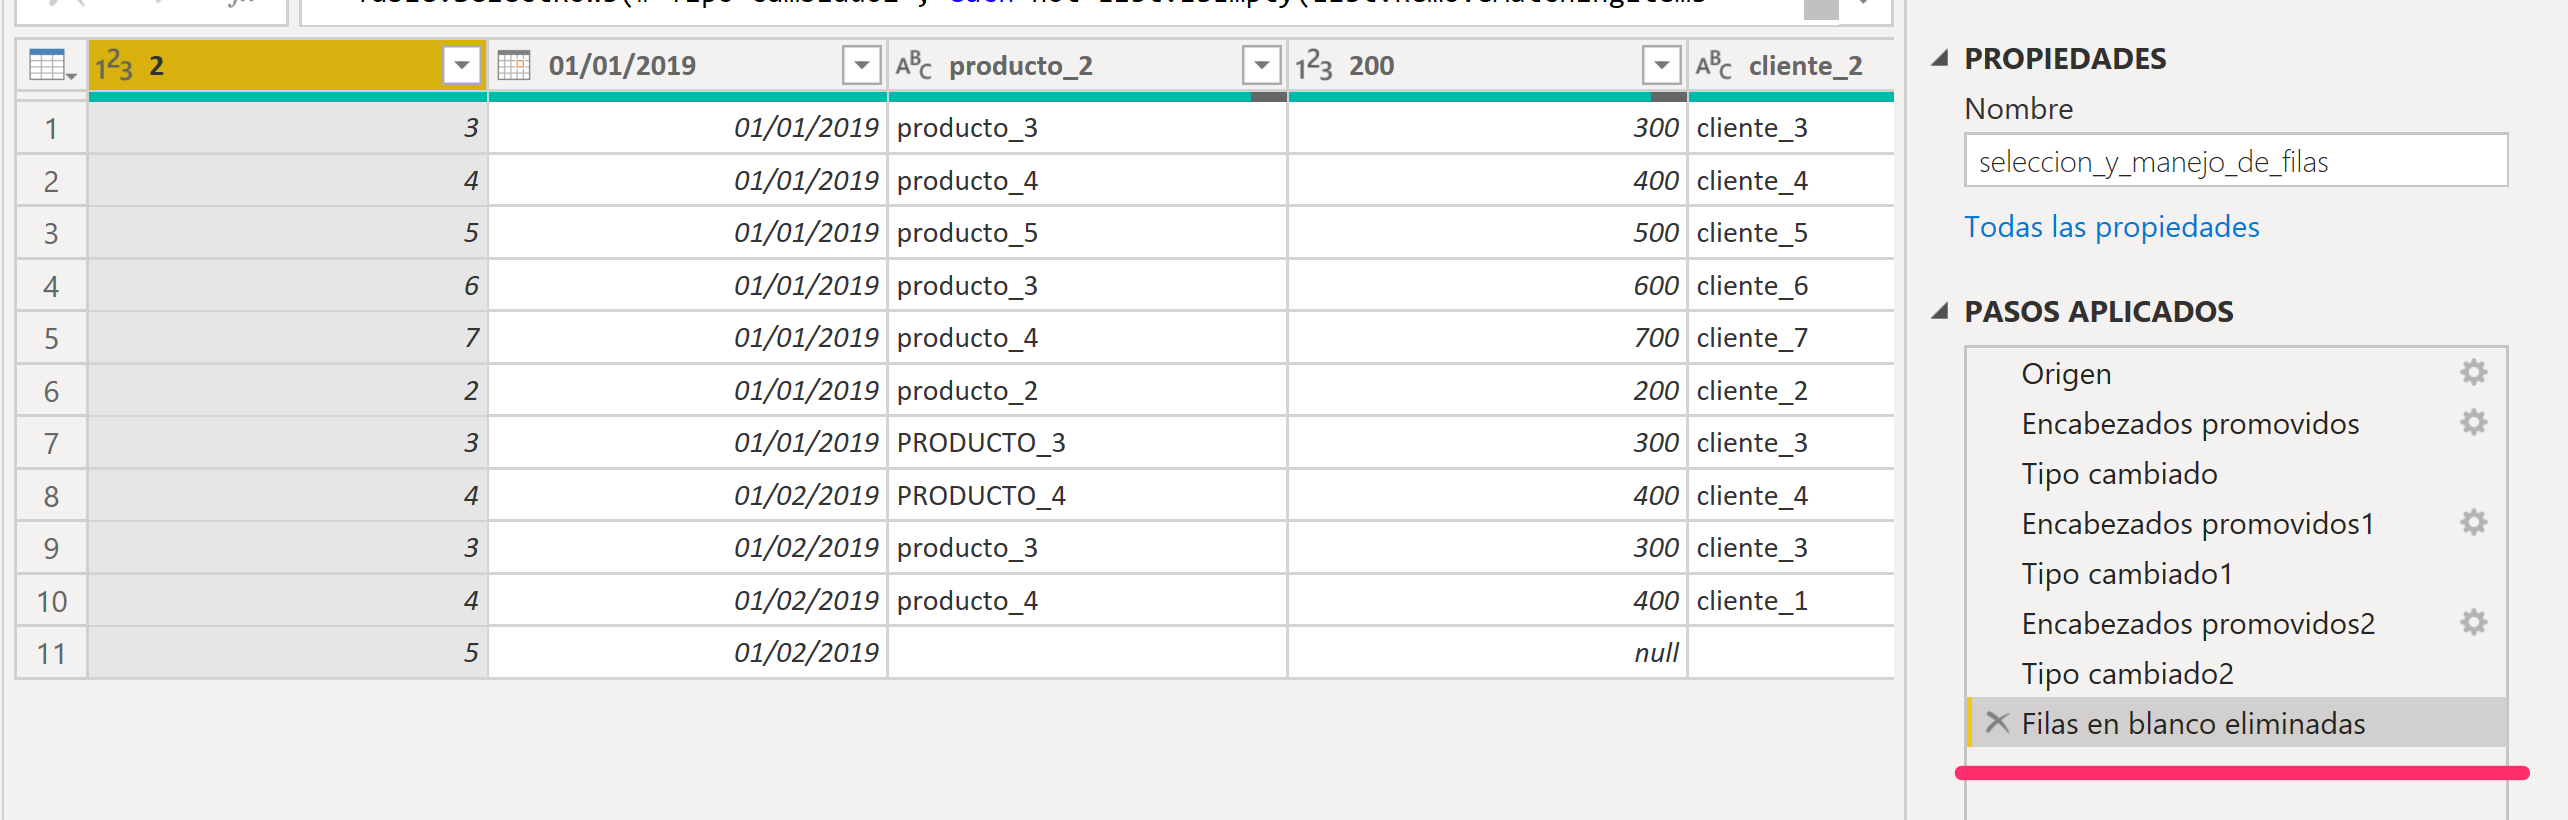 2 01/01/2019 producto_2 200 cliente_2
1 3 01/01/2019 producto_3 300 cliente_3
2 4 01/01/2019 producto_4 400 cliente_4
3 5 01/01/2019 producto_5 500 cliente_5
4 6 01/01/2019 producto_3 600 cliente_6
5 7 01/01/2019 producto_4 700 cliente_7
6 2 01/01/2019 producto_2 200 cliente_2
7 3 01/01/2019 PRODUCTO_3 300 cliente_3
8 4 01/02/2019 PRODUCTO_4 400 cliente_4
9 3 01/02/2019 producto_3 300 cliente_3
10 4 01/02/2019 producto_4 400 cliente_1
11 5 01/02/2019 null
PROPIEDADES
Nombre
seleccion_y_manejo_de_filas
Todas las propiedades
PASOS APLICADOS
Origen
Encabezados promovidos
Tipo cambiado
Encabezados promovidos1
Tipo cambiado1
Encabezados promovidos2
Tipo cambiado2
Filas en blanco eliminadas